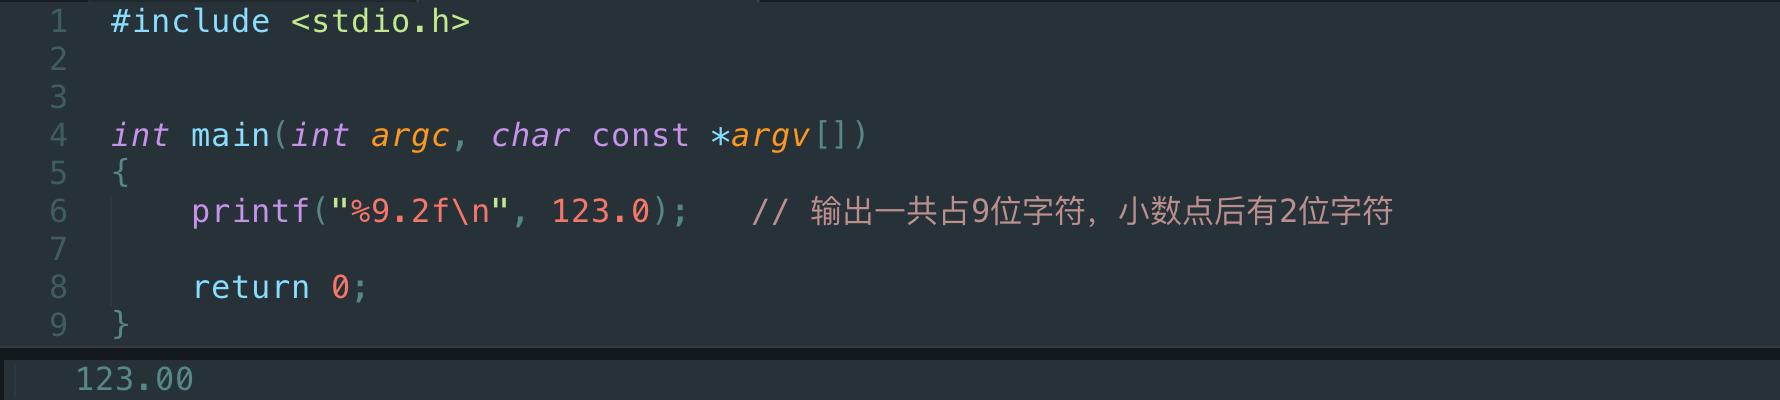 1 #include <stdio.h>
2
3
4 int main(int argc, char const *argv[])
5 {
6     printf("%9.2f\n", 123.0);   // 输出一共占9位字符，小数点后有2位字符
7
8     return 0;
9 }
   123.00